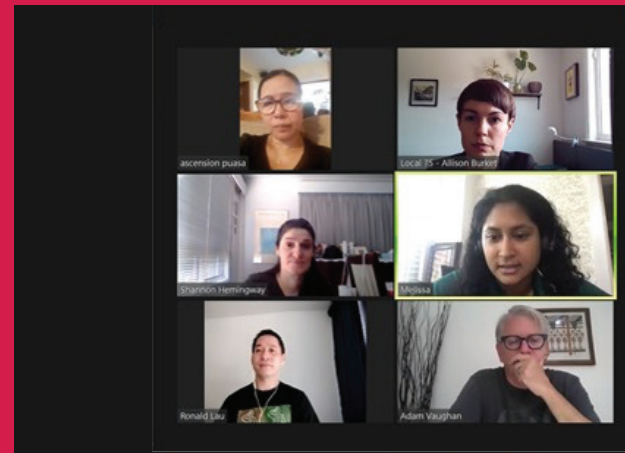 ascension puasa
Local 75 - Allison Burket
Shannon Hemingway
Melissa
Ronald Lau
Adam Vaughan